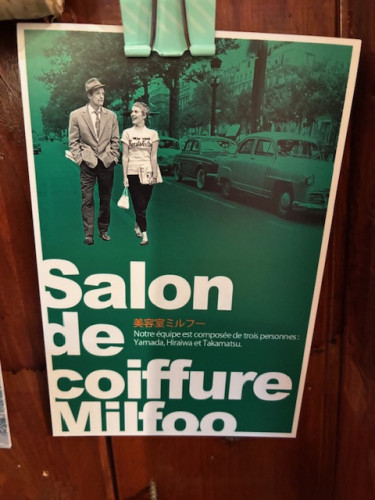 Salon
de
美容室ミルフー
Notre équipe est composée de trois personnes :
Yamada, Hiraiwa et Takamatsu.
coiffure
Milfoo